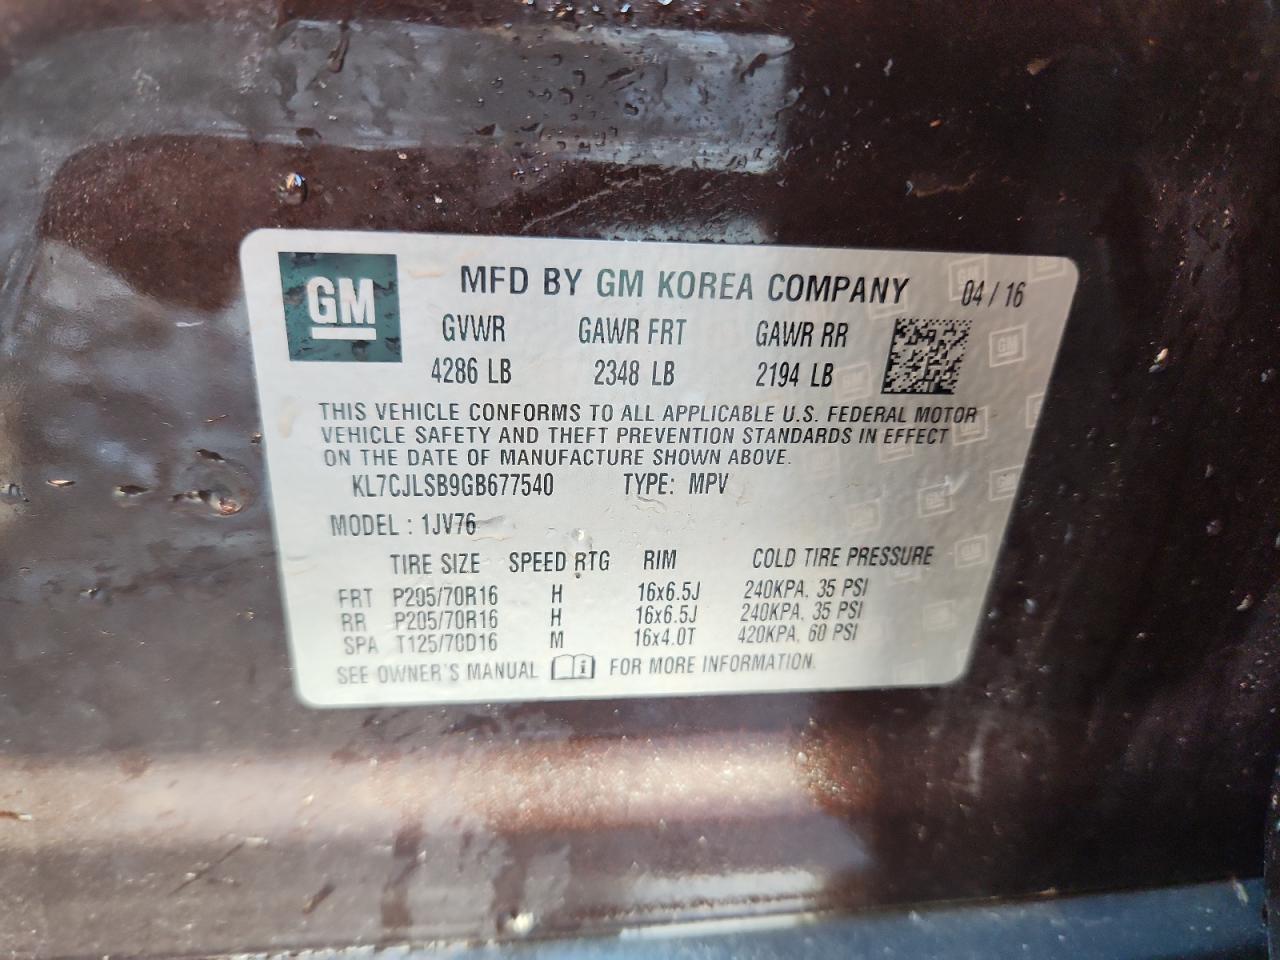 GM MFD BY GM KOREA COMPANY 04 / 16
GVWR GAWR FRT GAWR RR
4286 LB 2348 LB 2194 LB
THIS VEHICLE CONFORMS TO ALL APPLICABLE U.S. FEDERAL MOTOR
VEHICLE SAFETY AND THEFT PREVENTION STANDARDS IN EFFECT
ON THE DATE OF MANUFACTURE SHOWN ABOVE.
KL7CJLSB9GB677540 TYPE: MPV
MODEL : 1JV76
TIRE SIZE SPEED RTG RIM COLD TIRE PRESSURE
FRT P205/70R16 H 16x6.5J 240KPA, 35 PSI
RR P205/70R16 H 16x6.5J 240KPA, 35 PSI
SPA T125/70D16 M 16x4.0T 420KPA, 60 PSI
SEE OWNER'S MANUAL i FOR MORE INFORMATION.